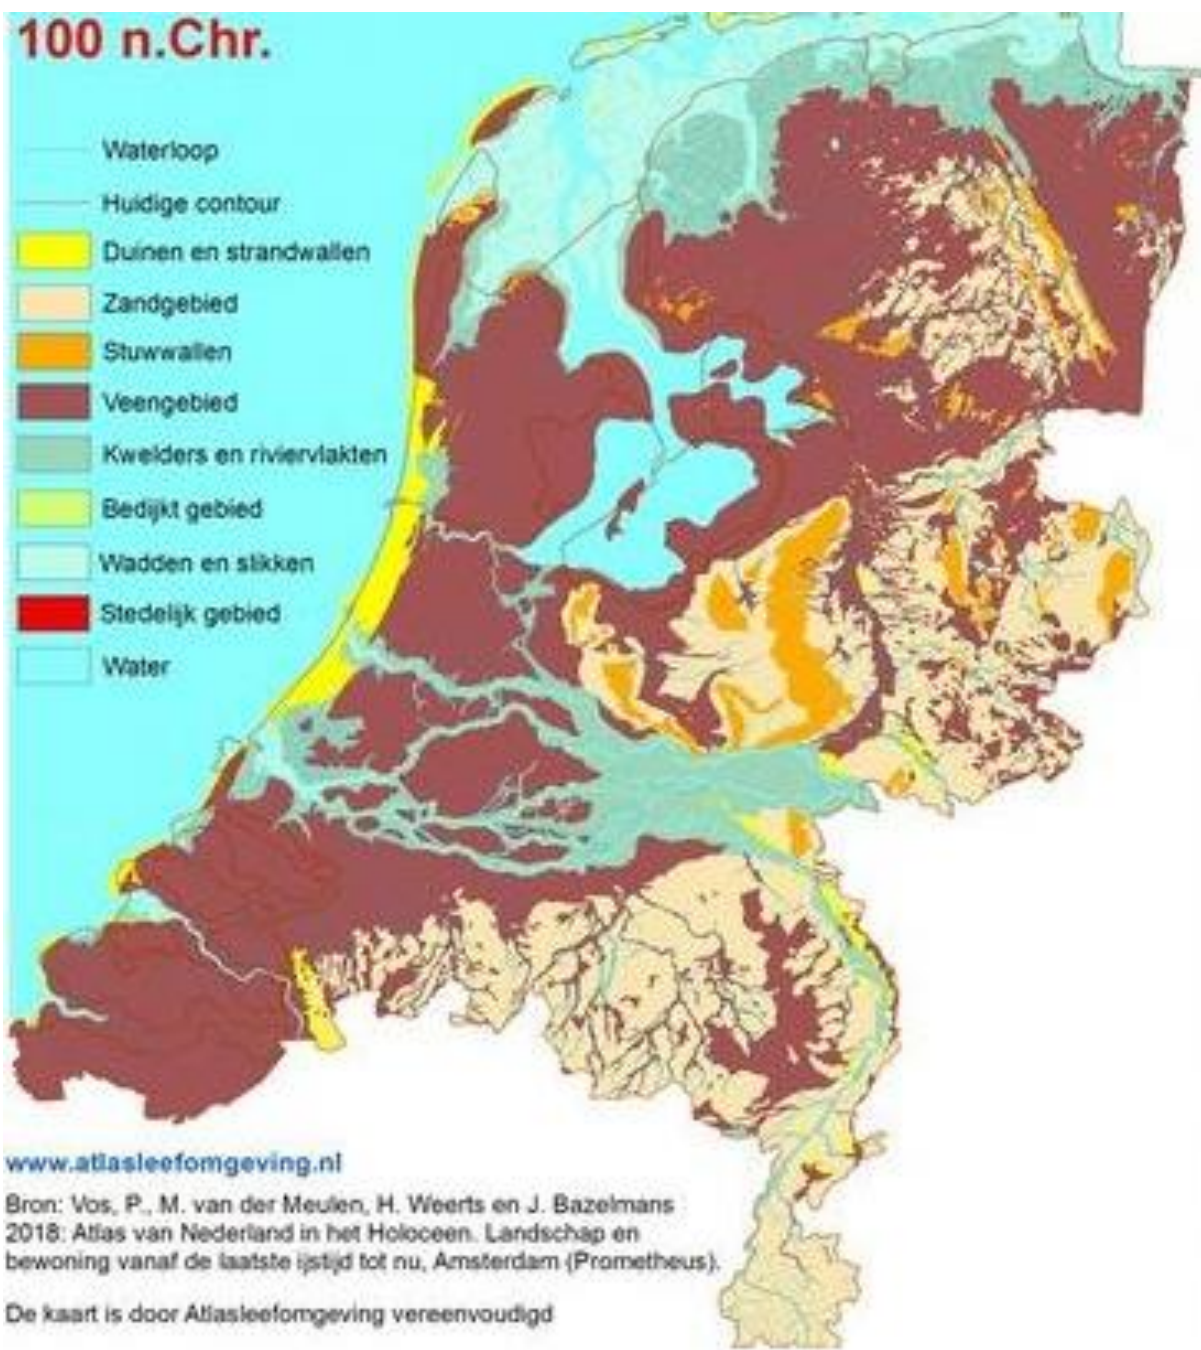 100 n.Chr.
Waterloop
Huidige contour
Duinen en strandwallen
Zandgebied
Stuwwallen
Veengebied
Kwelders en riviervlakten
Bedijkt gebied
Wadden en slikken
Stedelijk gebied
Water
www.atlasleefomgeving.nl
Bron: Vos, P., M. van der Meulen, H. Weerts en J. Bazelmans
2018: Atlas van Nederland in het Holoceen. Landschap en
bewoning vanaf de laatste ijstijd tot nu, Amsterdam (Prometheus).
De kaart is door Atlasleefomgeving vereenvoudigd